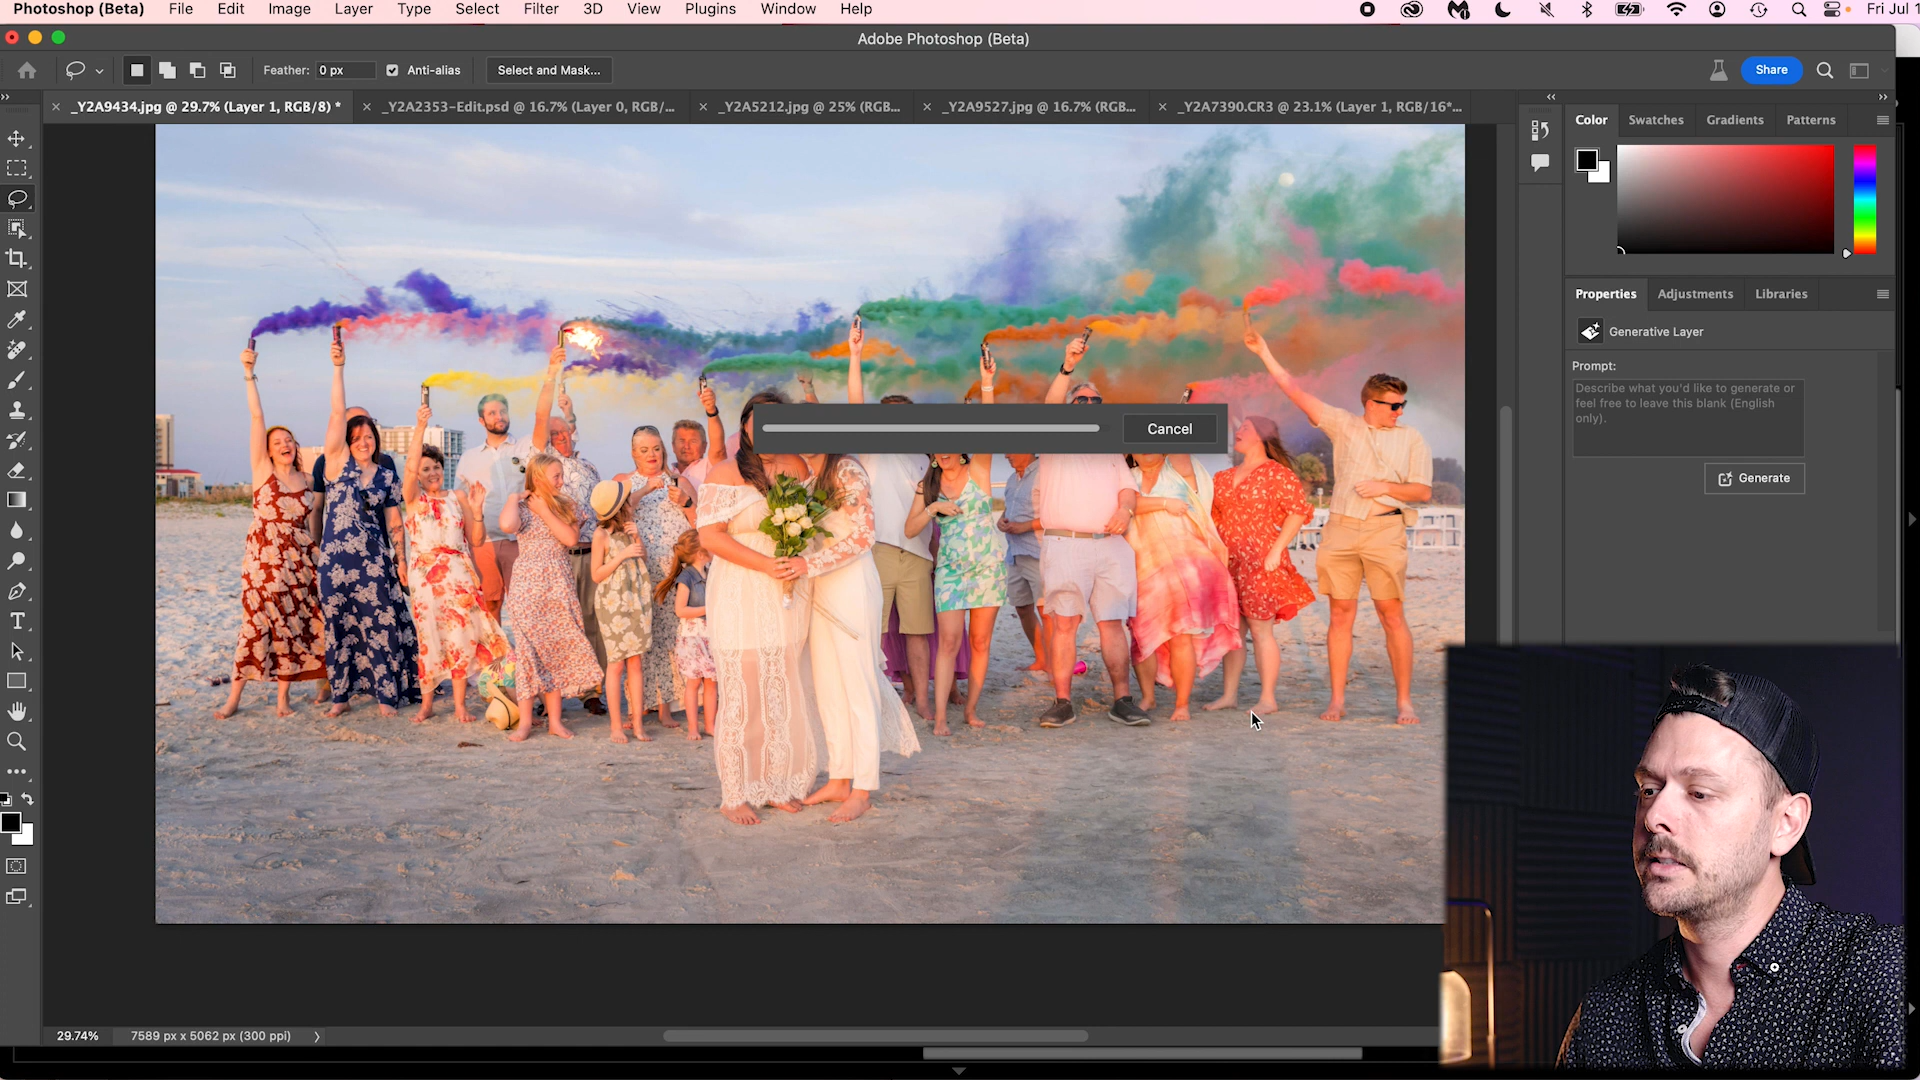 Photoshop (Beta) File Edit Image Layer Type Select Filter 3D View Plugins Window Help Fri Jul 1
Adobe Photoshop (Beta)
Feather: 0 px Anti-alias Select and Mask... Share
_Y2A9434.jpg @ 29.7% (Layer 1, RGB/8) * _Y2A2353-Edit.psd @ 16.7% (Layer 0, RGB/... _Y2A5212.jpg @ 25% (RGB... _Y2A9527.jpg @ 16.7% (RGB... _Y2A7390.CR3 @ 23.1% (Layer 1, RGB/16*...
Color Swatches Gradients Patterns
Properties Adjustments Libraries
Generative Layer
Prompt:
Describe what you'd like to generate or
feel free to leave this blank (English
only).
Generate
Cancel
29.74% 7589 px x 5062 px (300 ppi)